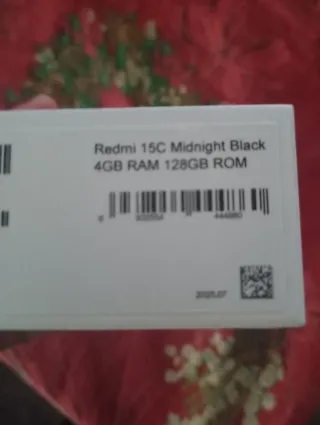 Redmi 15C Midnight Black
4GB RAM 128GB ROM
2025.07